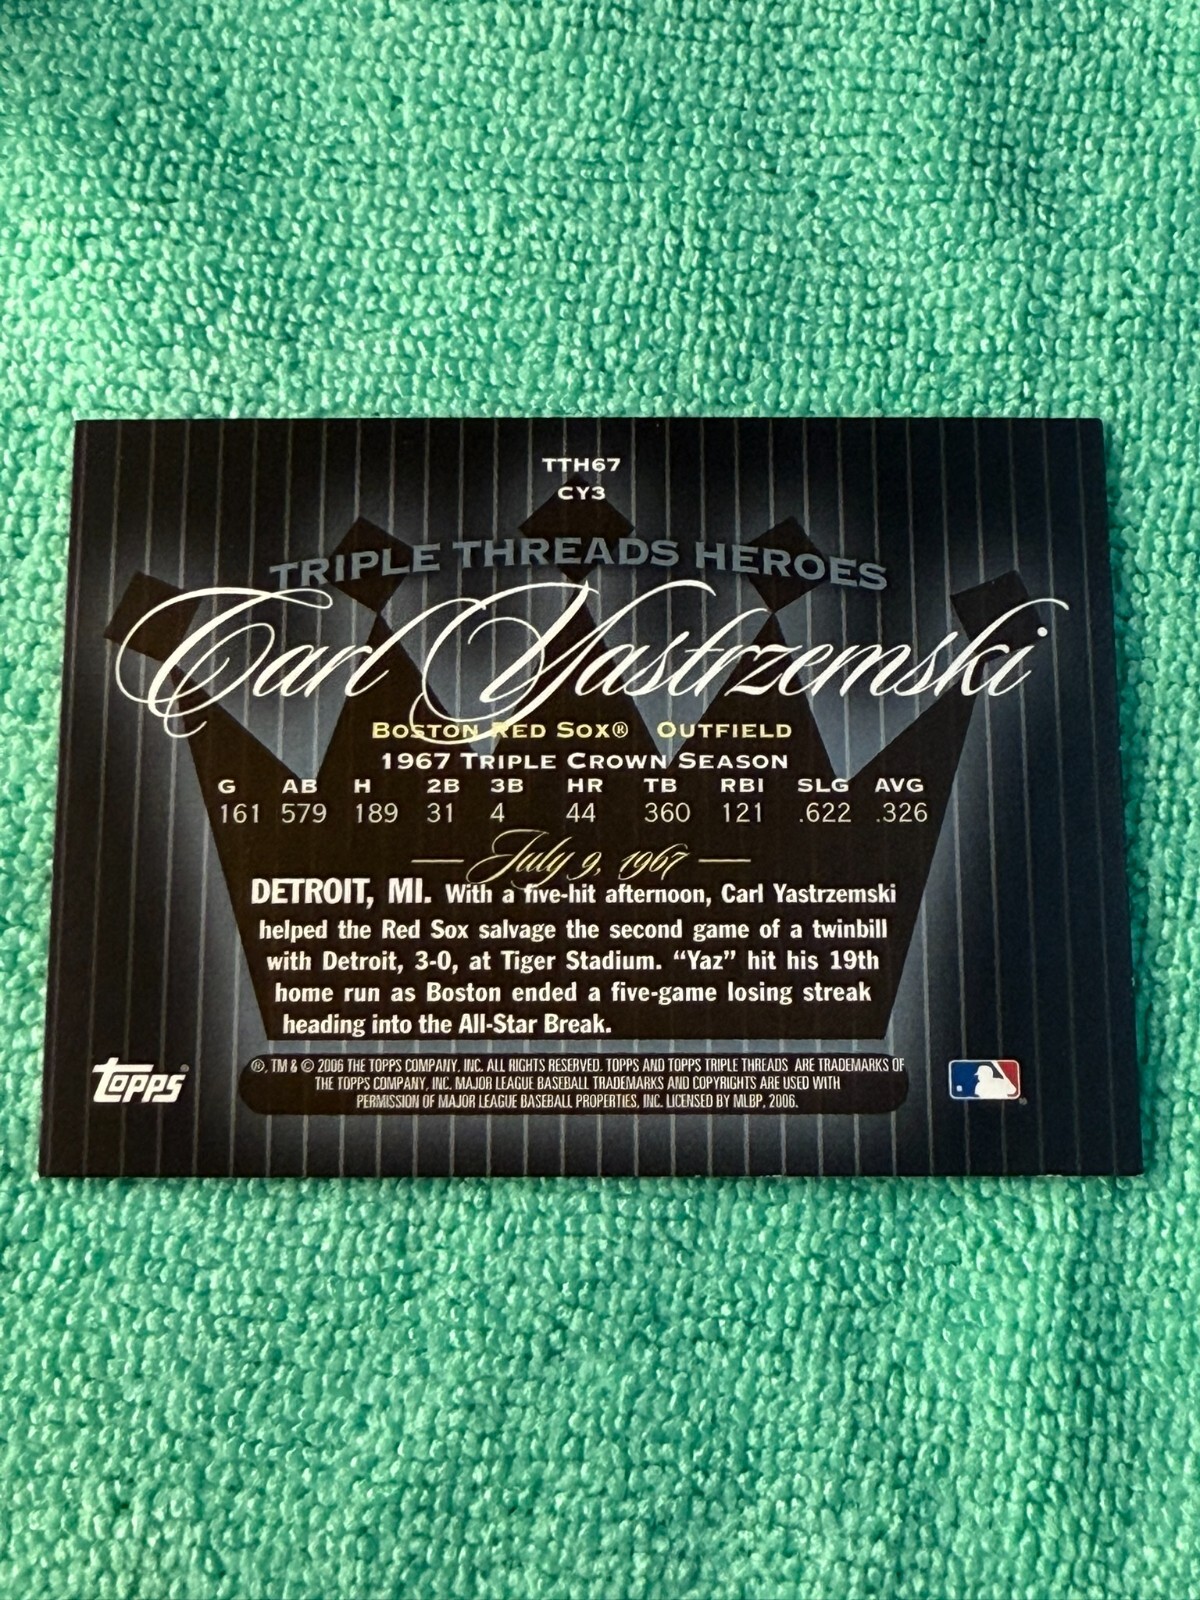 TTH67
CY3
TRIPLE THREADS HEROES
Carl Yastrzemski
BOSTON RED SOX® OUTFIELD
1967 TRIPLE CROWN SEASON
G AB H 2B 3B HR TB RBI SLG AVG
161 579 189 31 4 44 360 121 .622 .326
— July 9, 1967 —
DETROIT, MI. With a five-hit afternoon, Carl Yastrzemski
helped the Red Sox salvage the second game of a twinbill
with Detroit, 3-0, at Tiger Stadium. “Yaz” hit his 19th
home run as Boston ended a five-game losing streak
heading into the All-Star Break.
®, TM & © 2006 THE TOPPS COMPANY, INC. ALL RIGHTS RESERVED. TOPPS AND TOPPS TRIPLE THREADS ARE TRADEMARKS OF
THE TOPPS COMPANY, INC. MAJOR LEAGUE BASEBALL TRADEMARKS AND COPYRIGHTS ARE USED WITH
PERMISSION OF MAJOR LEAGUE BASEBALL PROPERTIES, INC. LICENSED BY MLBP, 2006.
topps®